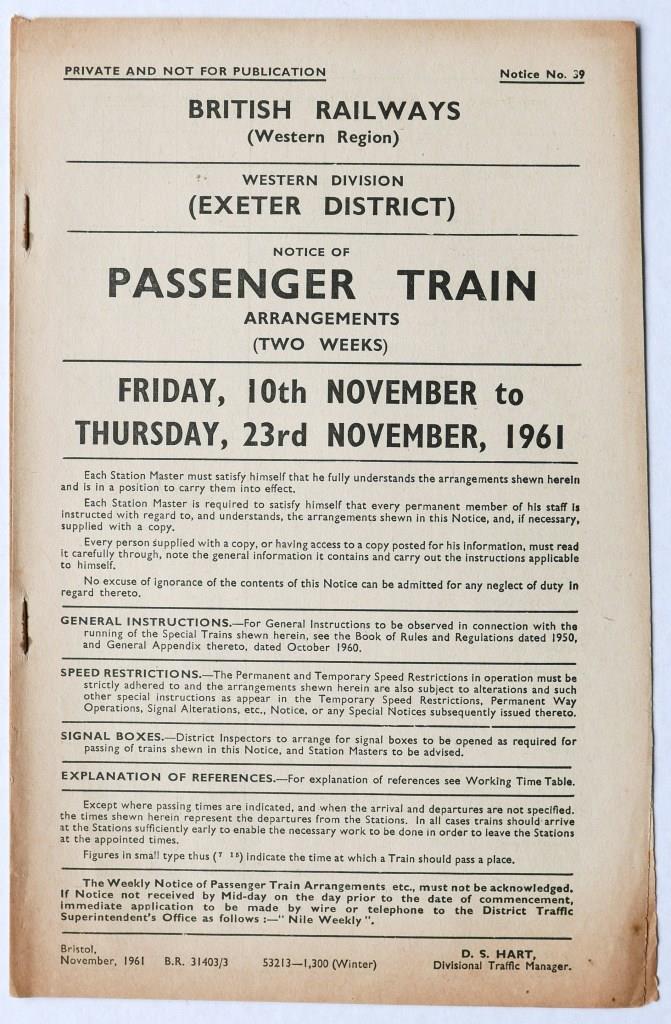 PRIVATE AND NOT FOR PUBLICATION Notice No. 39
BRITISH RAILWAYS
(Western Region)
WESTERN DIVISION
(EXETER DISTRICT)
NOTICE OF
PASSENGER TRAIN
ARRANGEMENTS
(TWO WEEKS)
FRIDAY, 10th NOVEMBER to
THURSDAY, 23rd NOVEMBER, 1961
Each Station Master must satisfy himself that he fully understands the arrangements shewn herein
and is in a position to carry them into effect.
Each Station Master is required to satisfy himself that every permanent member of his staff is
instructed with regard to, and understands, the arrangements shewn in this Notice, and, if necessary,
supplied with a copy.
Every person supplied with a copy, or having access to a copy posted for his information, must read
it carefully through, note the general information it contains and carry out the instructions applicable
to himself.
No excuse of ignorance of the contents of this Notice can be admitted for any neglect of duty in
regard thereto.
GENERAL INSTRUCTIONS.—For General Instructions to be observed in connection with the
running of the Special Trains shewn herein, see the Book of Rules and Regulations dated 1950,
and General Appendix thereto, dated October 1960.
SPEED RESTRICTIONS.—The Permanent and Temporary Speed Restrictions in operation must be
strictly adhered to and the arrangements shewn herein are also subject to alterations and such
other special instructions as appear in the Temporary Speed Restrictions, Permanent Way
Operations, Signal Alterations, etc., Notice, or any Special Notices subsequently issued thereto.
SIGNAL BOXES.—District Inspectors to arrange for signal boxes to be opened as required for
passing of trains shewn in this Notice, and Station Masters to be advised.
EXPLANATION OF REFERENCES.—For explanation of references see Working Time Table.
Except where passing times are indicated, and when the arrival and departures are not specified,
the times shewn herein represent the departures from the Stations. In all cases trains should arrive
at the Stations sufficiently early to enable the necessary work to be done in order to leave the Stations
at the appointed times.
Figures in small type thus (7 18) indicate the time at which a Train should pass a place.
The Weekly Notice of Passenger Train Arrangements etc., must not be acknowledged.
If Notice not received by Mid-day on the day prior to the date of commencement,
immediate application to be made by wire or telephone to the District Traffic
Superintendent's Office as follows :—" Nile Weekly ".
Bristol, D. S. HART,
November, 1961 B.R. 31403/3 53213—1,300 (Winter) Divisional Traffic Manager.